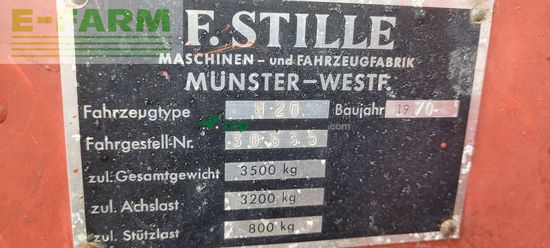 E-FARM
F. STILLE
MASCHINEN – und FAHRZEUGFABRIK
MÜNSTER – WESTF.
Fahrzeugtype Baujahr 1970
Fahrgestell-Nr.
zul. Gesamtgewicht 3500 kg
zul. Achslast 3200 kg
zul. Stützlast 800 kg